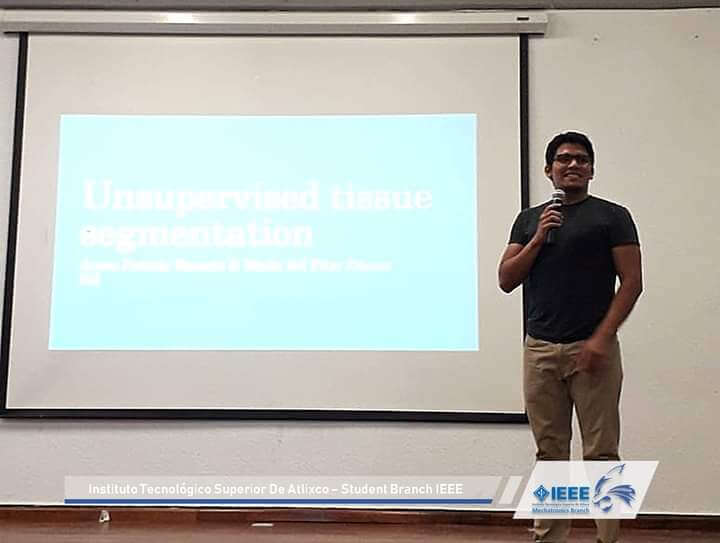 Unsupervised tissue
segmentation
Instituto Tecnológico Superior De Atlixco – Student Branch IEEE
IEEE
Mechatronics Branch